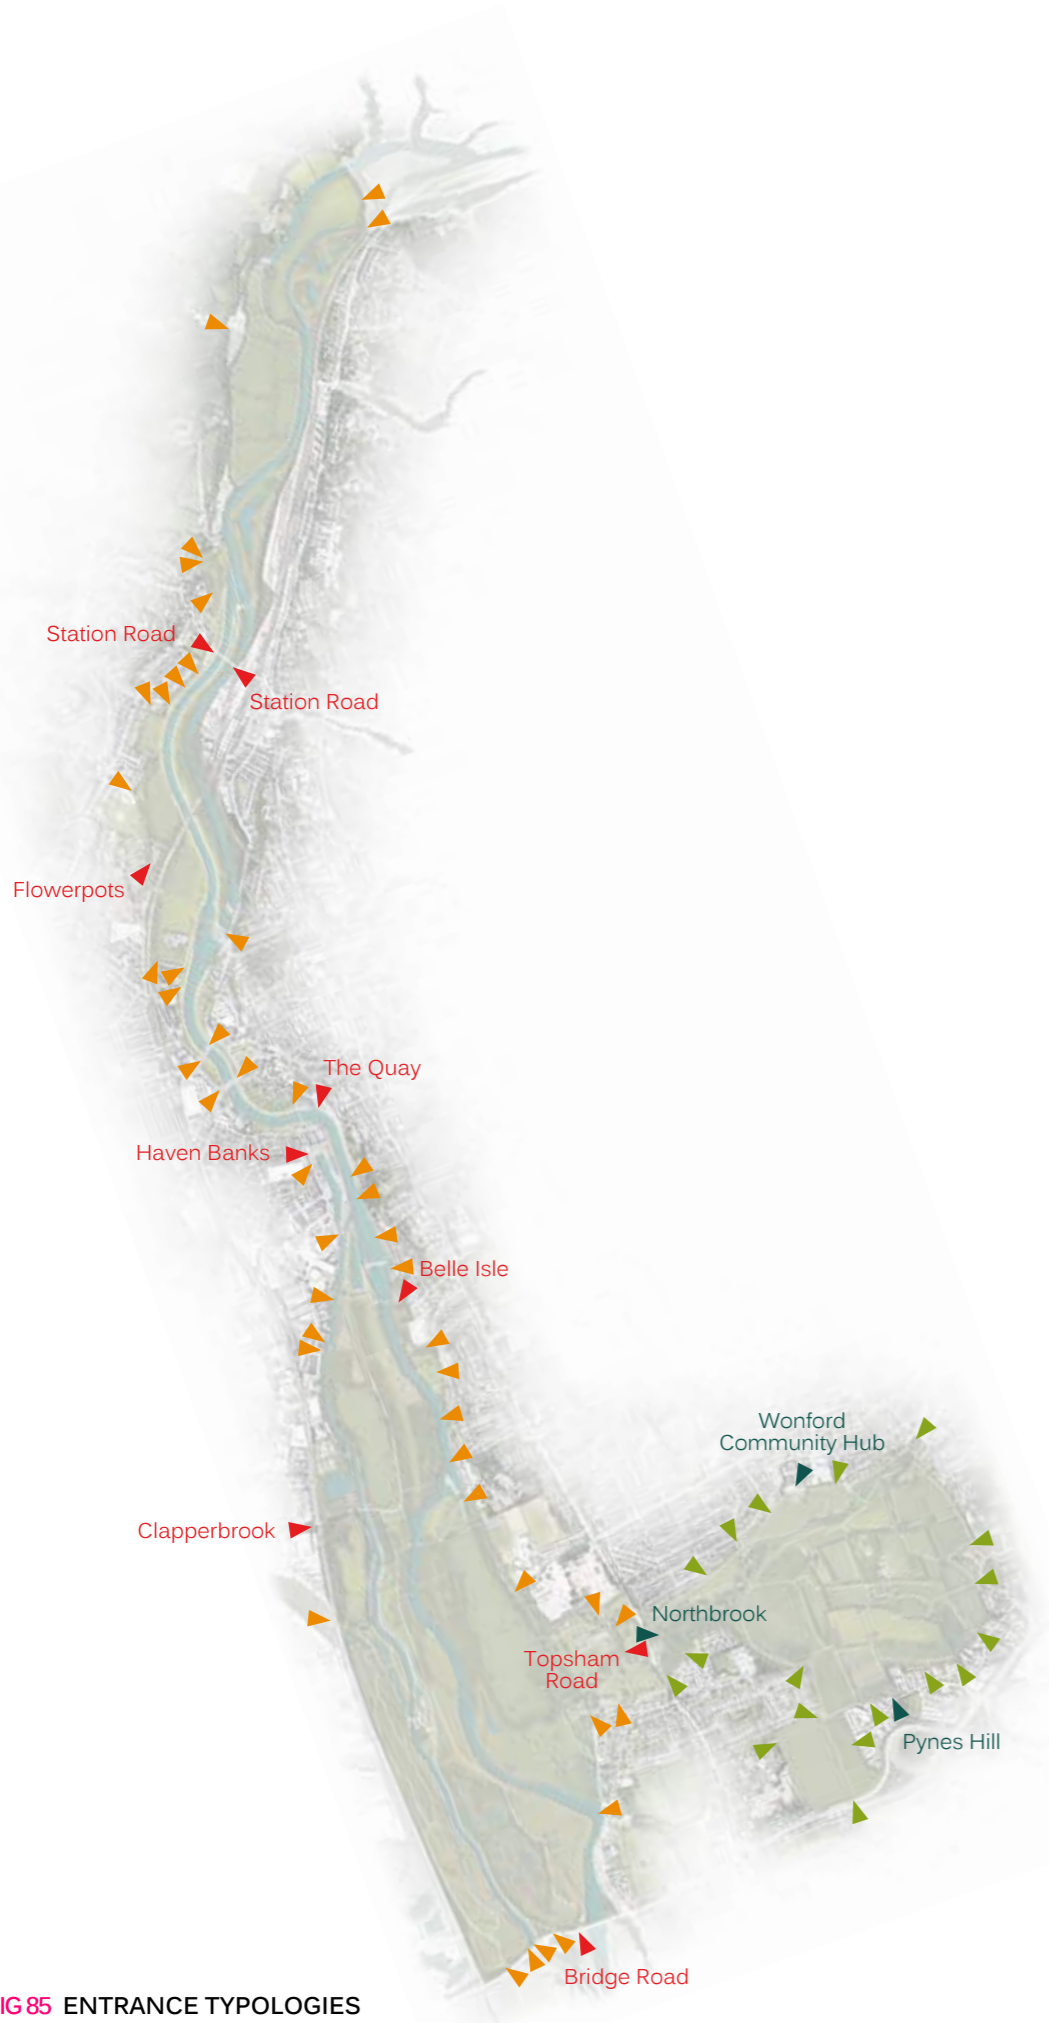 Station Road
Station Road
Flowerpots
The Quay
Haven Banks
Belle Isle
Wonford
Community Hub
Clapperbrook
Northbrook
Topsham
Road
Pynes Hill
Bridge Road
IG 85 ENTRANCE TYPOLOGIES